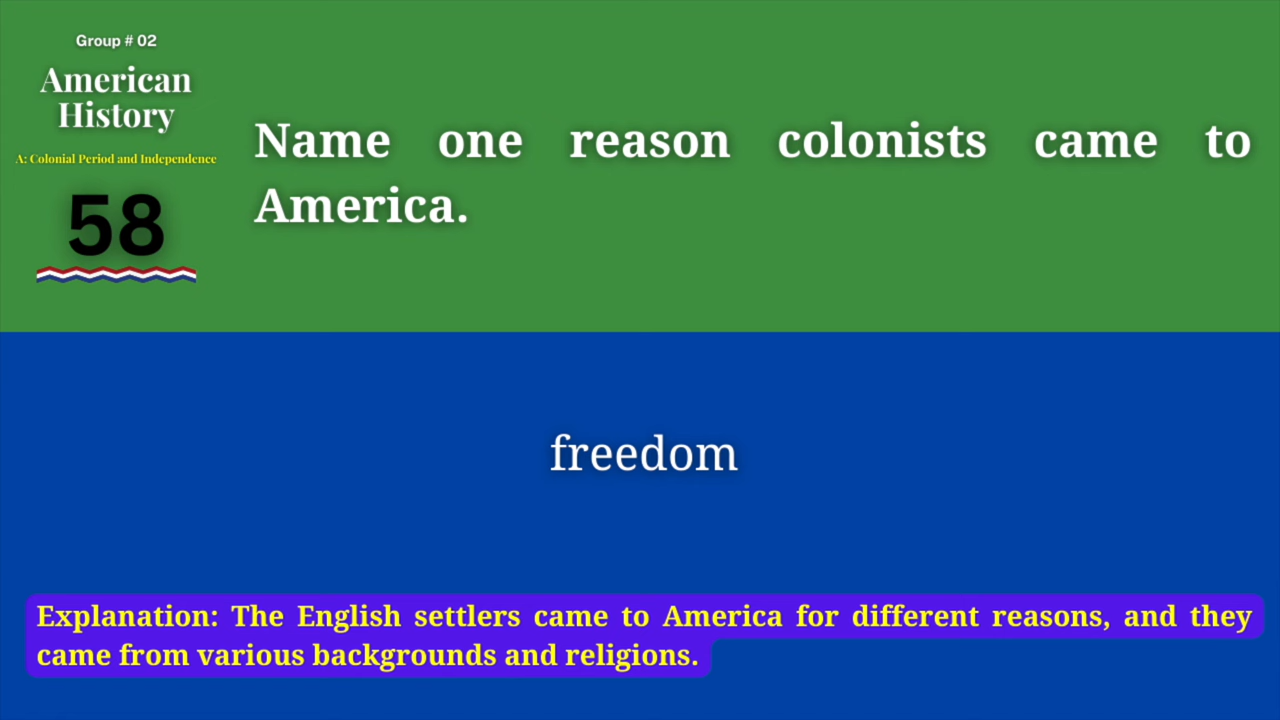 Group # 02
American
History
A: Colonial Period and Independence
58
Name one reason colonists came to
America.
freedom
Explanation: The English settlers came to America for different reasons, and they
came from various backgrounds and religions.